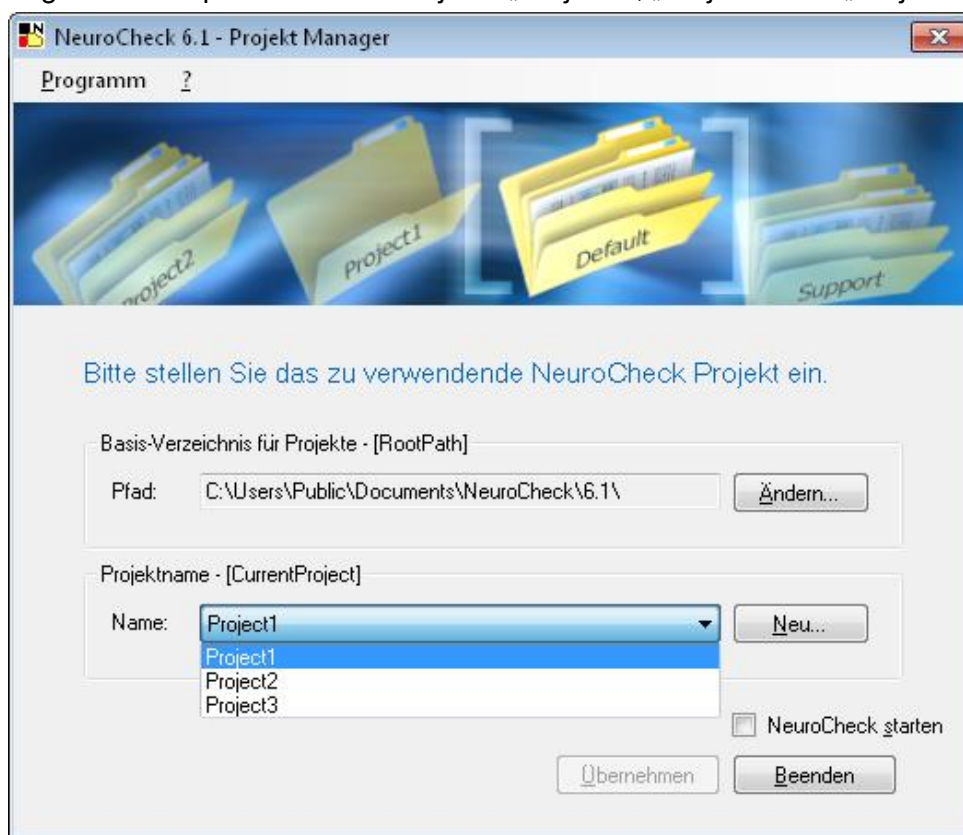 NeuroCheck 6.1 - Projekt Manager
Programm ?
Project2
Project1
Default
Support
Bitte stellen Sie das zu verwendende NeuroCheck Projekt ein.
Basis-Verzeichnis für Projekte - [RootPath]
Pfad: C:\Users\Public\Documents\NeuroCheck\6.1\ Ändern...
Projektname - [CurrentProject]
Name: Project1 Neu...
Project1
Project2
Project3
NeuroCheck starten
Übernehmen Beenden